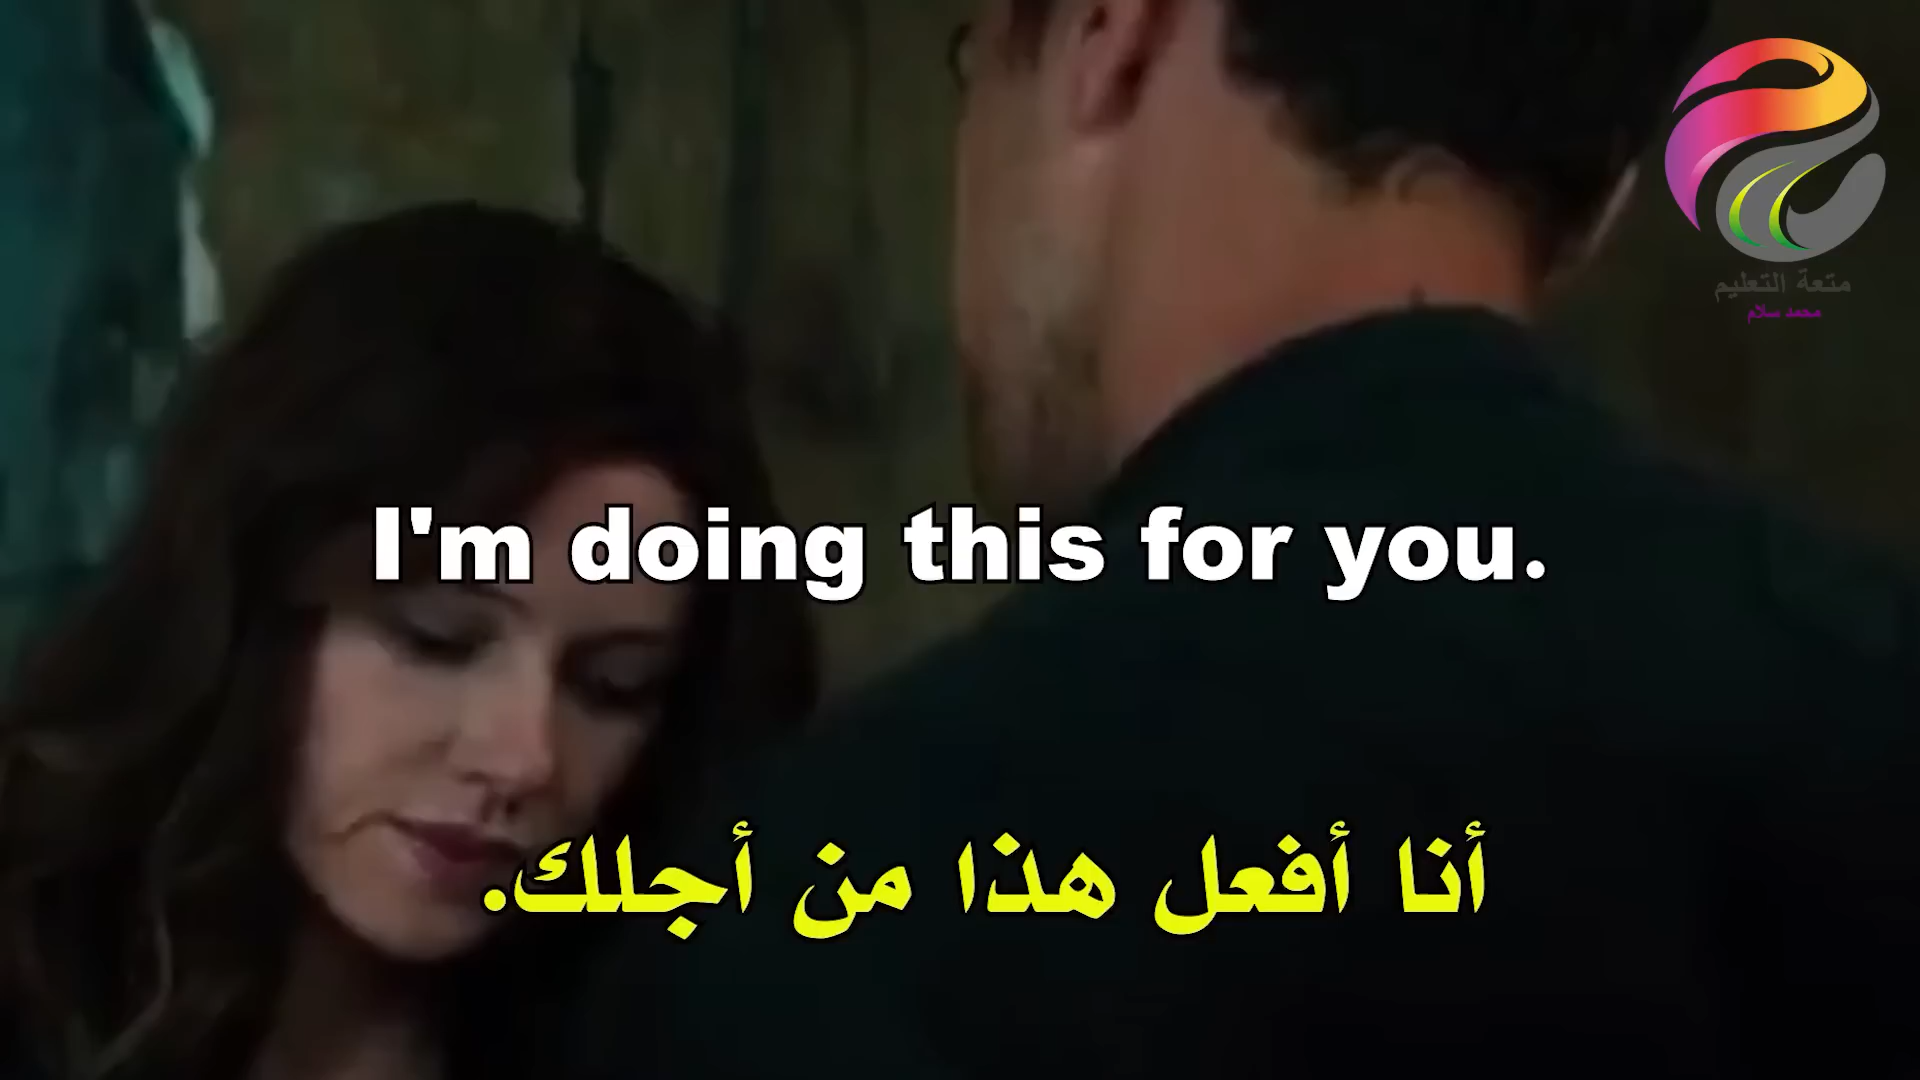 متعة التعليم
محمد سلام
I'm doing this for you.
أنا أفعل هذا من أجلك.